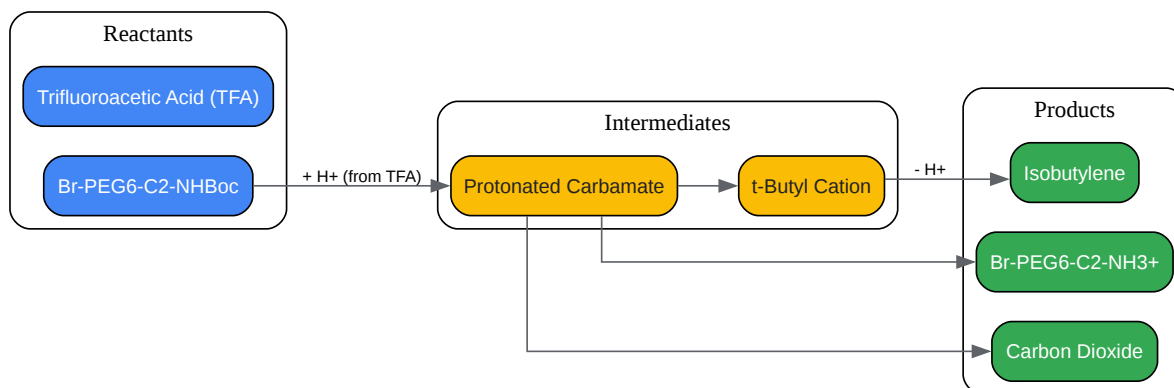 Reactants
Trifluoroacetic Acid (TFA)
Br-PEG6-C2-NHBoc
+ H+ (from TFA)
Intermediates
Protonated Carbamate
t-Butyl Cation
- H+
Products
Isobutylene
Br-PEG6-C2-NH3+
Carbon Dioxide